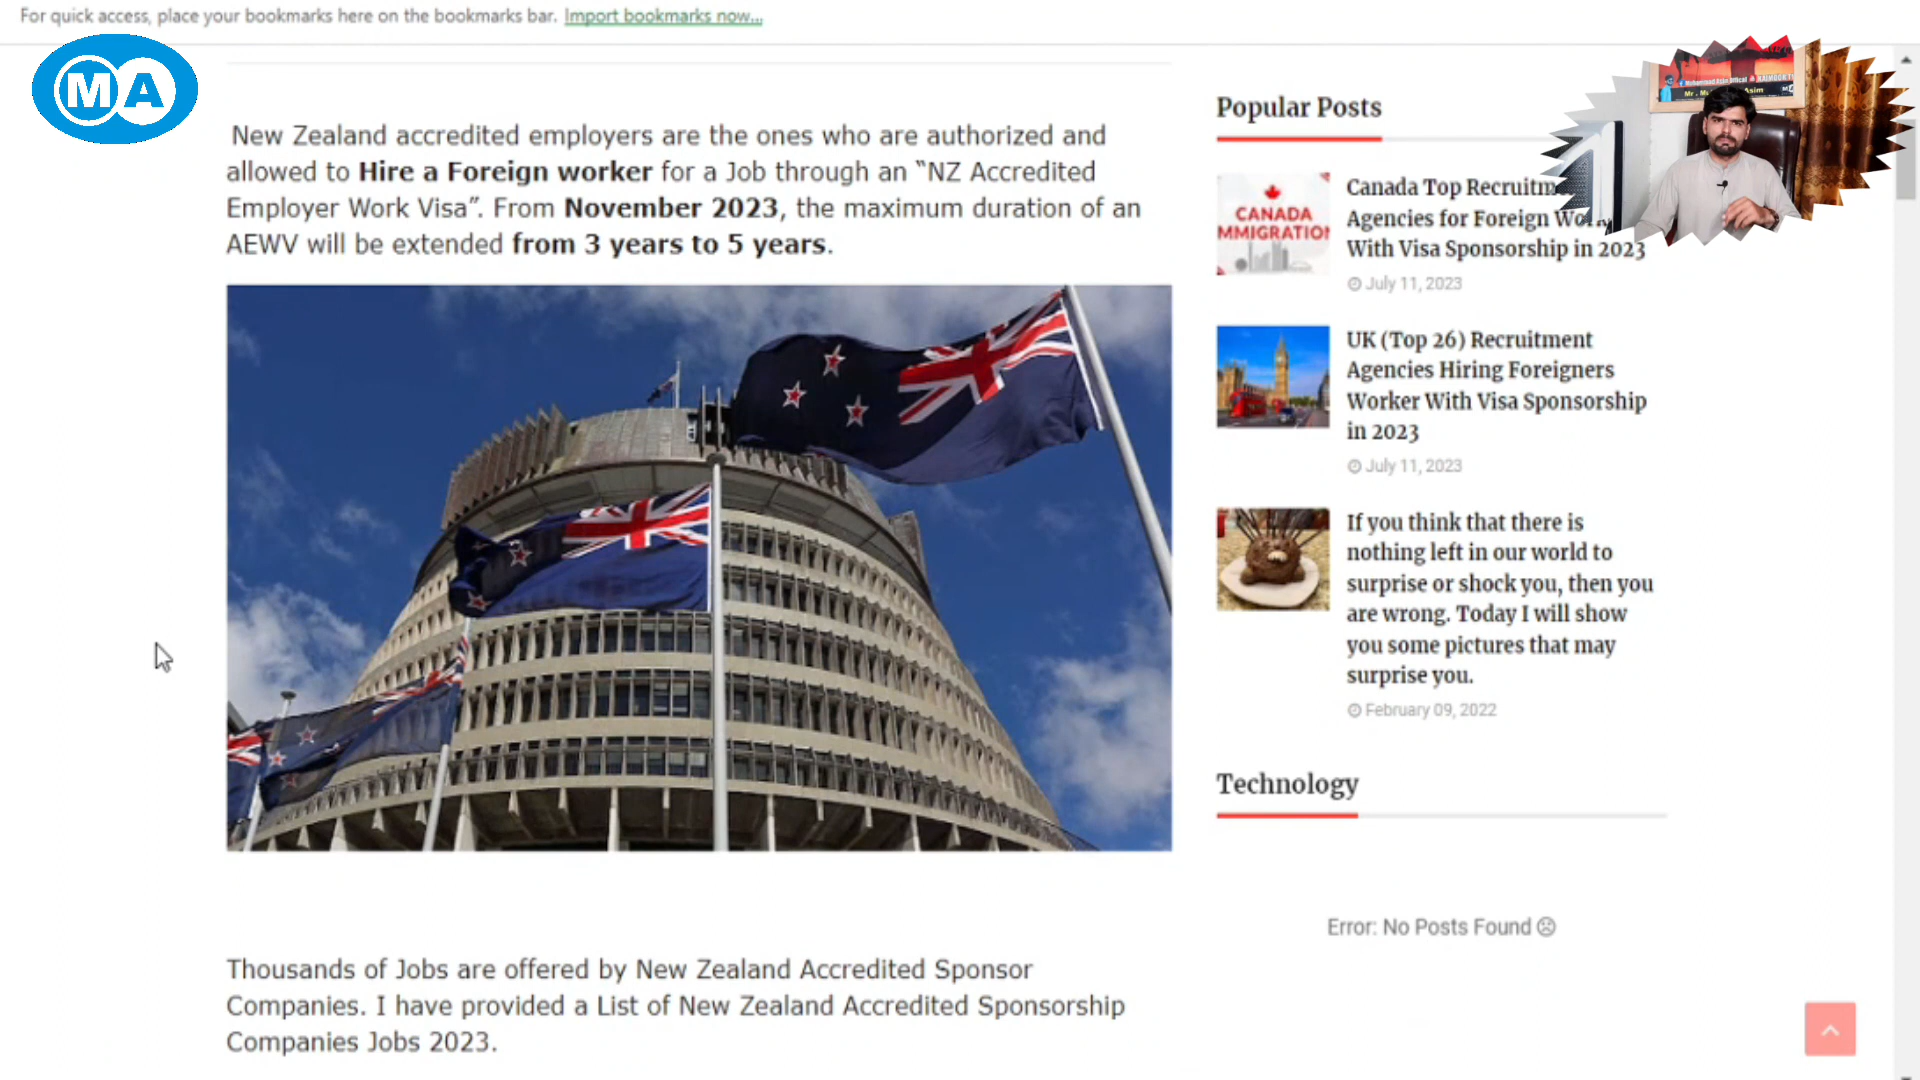 For quick access, place your bookmarks here on the bookmarks bar. Import bookmarks now...
MA
New Zealand accredited employers are the ones who are authorized and
allowed to Hire a Foreign worker for a Job through an “NZ Accredited
Employer Work Visa”. From November 2023, the maximum duration of an
AEWV will be extended from 3 years to 5 years.
Thousands of Jobs are offered by New Zealand Accredited Sponsor
Companies. I have provided a List of New Zealand Accredited Sponsorship
Companies Jobs 2023.
Popular Posts
CANADA
MMIGRATION
Canada Top
Agencies for Foreign
With Visa Sponsorship in 2023
July 11, 2023
UK (Top 26) Recruitment
Agencies Hiring Foreigners
Worker With Visa Sponsorship
in 2023
July 11, 2023
If you think that there is
nothing left in our world to
surprise or shock you, then you
are wrong. Today I will show
you some pictures that may
surprise you.
February 09, 2022
Technology
Error: No Posts Found